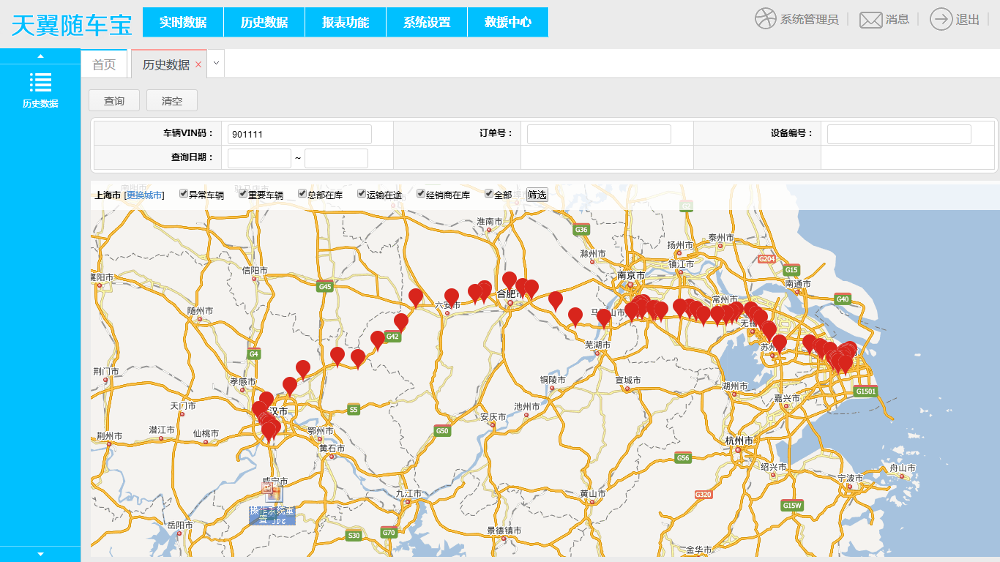 天翼随车宝
实时数据 历史数据 报表功能 系统设置 救援中心
系统管理员 消息 退出
历史数据
首页 历史数据 ×
查询 清空
车辆VIN码： 901111 订单号： 设备编号：
查询日期： ~
上海市 [更换城市] 异常车辆 重要车辆 总部在库 运输在途 经销商在库 全部 筛选
淮南市
G36
扬州市
泰州市
滁州市
镇江市
G204
G15
襄阳市
信阳市
G45
南京市
南通市
六安市
合肥市
常州市
G40
随州市
G42
无锡市
G4
芜湖市
苏州
荆门市
孝感市
铜陵市
宣城市
湖州市
G1501
天门市
汉市
S5
池州市
安庆市
嘉兴市
荆州市
潜江市
仙桃市
鄂州市
G50
杭州市
黄石市
G56
绍兴市
舟山市
咸宁市
宁波市
操作系统重
置.jpg
九江市
黄山市
G320
G15W
岳阳市
S30
G70
景德镇市
金华市